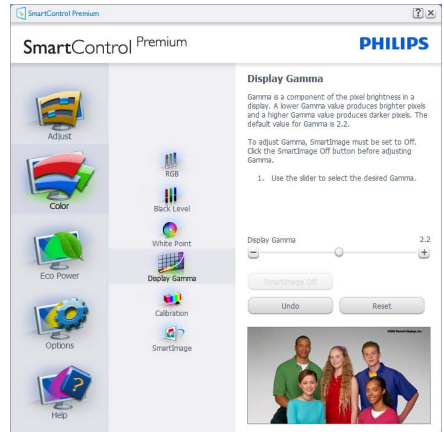 SmartControl Premium
SmartControl Premium
PHILIPS
Adjust
Color
Eco Power
Options
Help
RGB
Black Level
White Point
Display Gamma
Calibration
SmartImage
Display Gamma
Gamma is a component of the pixel brightness in a
display. A lower Gamma value produces brighter pixels
and a higher Gamma value produces darker pixels. The
default value for Gamma is 2.2.
To adjust Gamma, SmartImage must be set to Off.
Click the SmartImage Off button before adjusting
Gamma.
1. Use the slider to select the desired Gamma.
Display Gamma 2.2
SmartImage Off
Undo
Reset